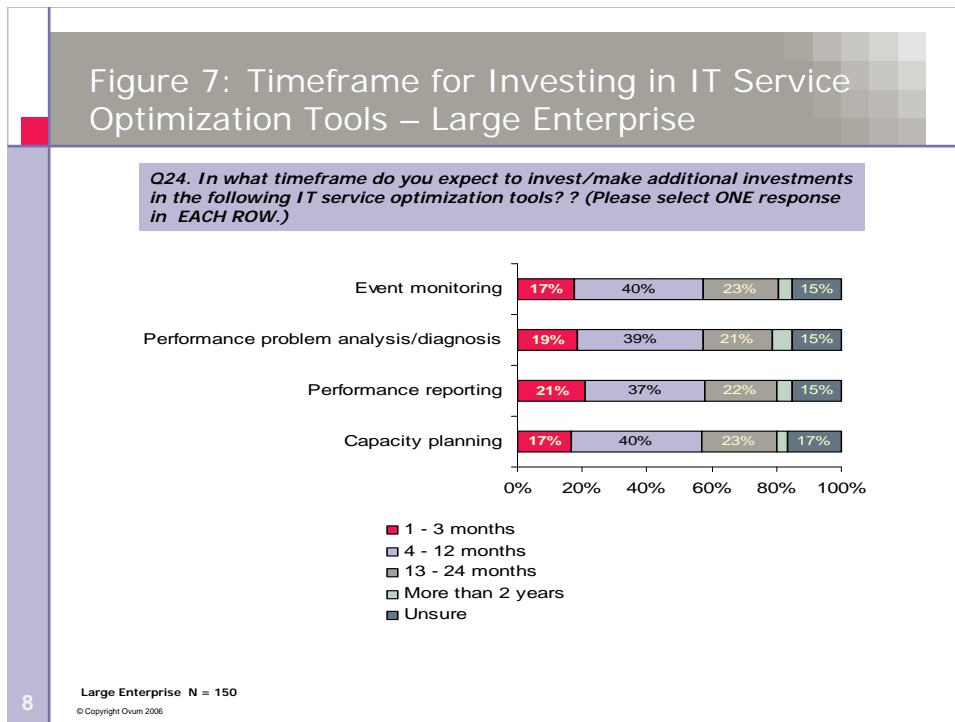 Figure 7: Timeframe for Investing in IT Service
Optimization Tools – Large Enterprise
Q24. In what timeframe do you expect to invest/make additional investments
in the following IT service optimization tools? ? (Please select ONE response
in EACH ROW.)
Event monitoring 17% 40% 23% 15%
Performance problem analysis/diagnosis 19% 39% 21% 15%
Performance reporting 21% 37% 22% 15%
Capacity planning 17% 40% 23% 17%
0% 20% 40% 60% 80% 100%
1 - 3 months
4 - 12 months
13 - 24 months
More than 2 years
Unsure
Large Enterprise N = 150
8
© Copyright Ovum 2006